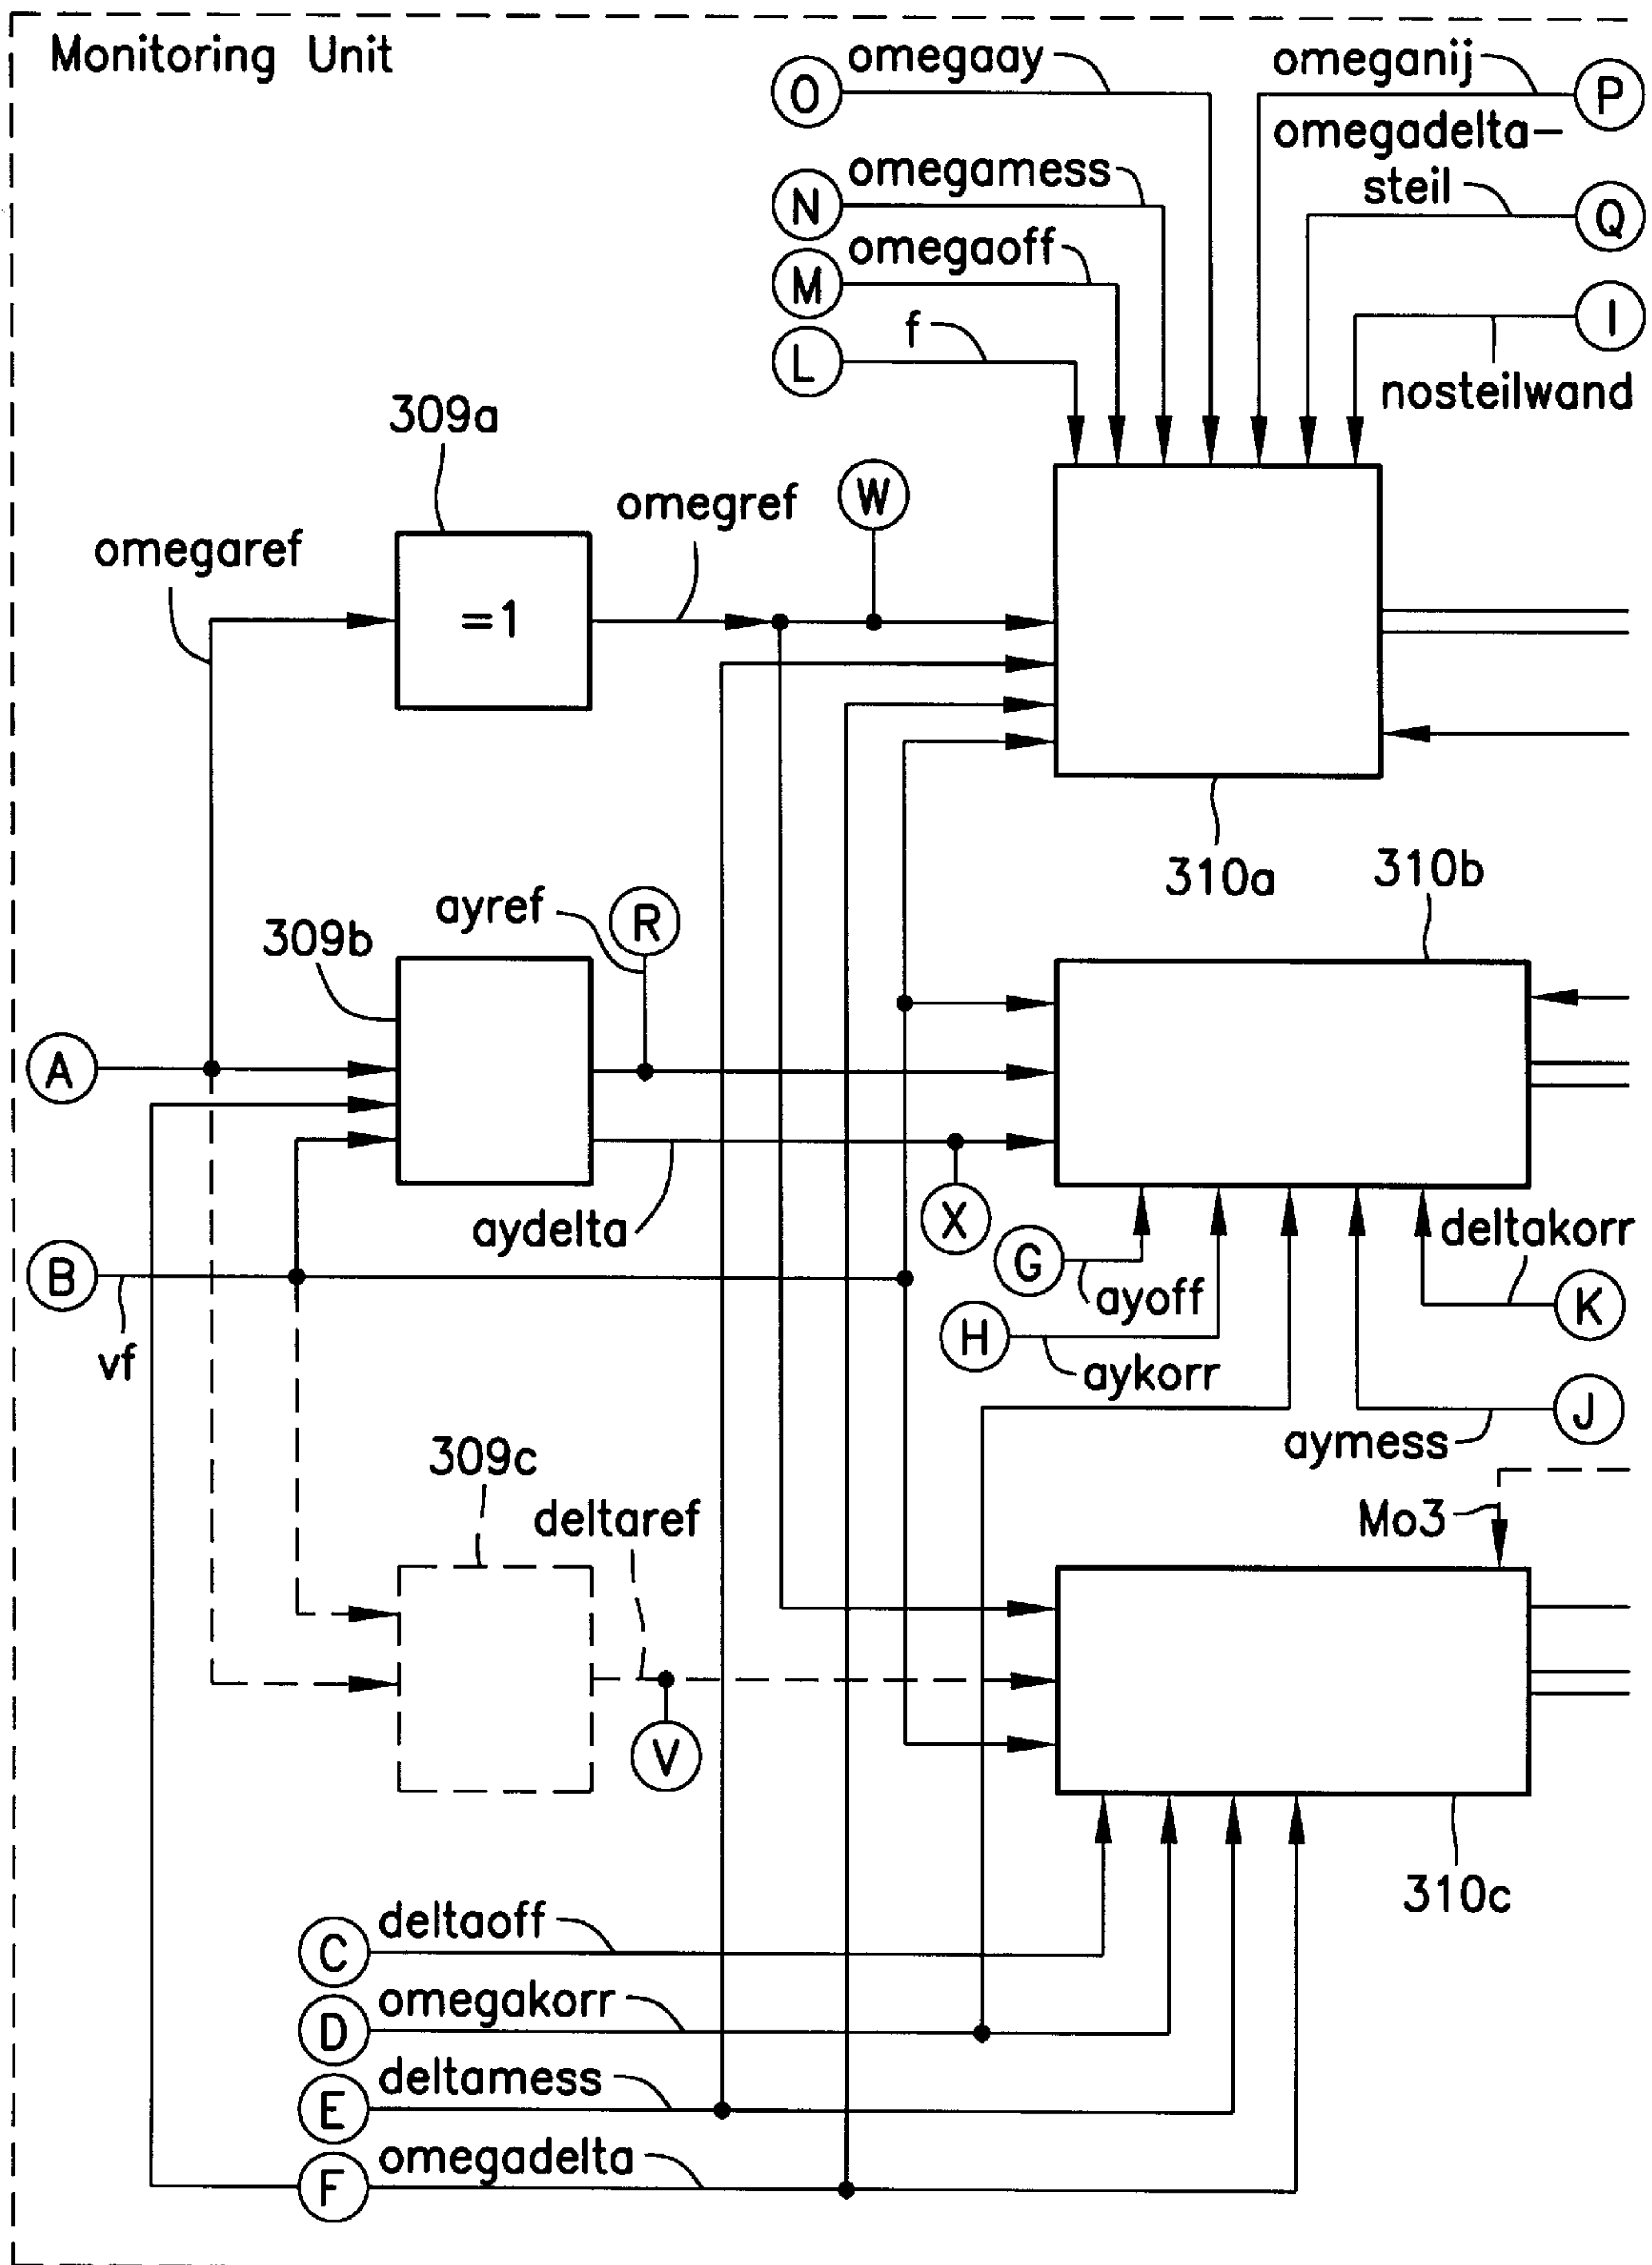 Monitoring Unit
O
omegaay
omeganij
P
omegadelta-
steil
Q
N
omegamess
M
omegaoff
I
L
f
nosteilwand
309a
omegref
W
omegaref
=1
310a
310b
ayref
R
309b
A
aydelta
X
deltakorr
B
G
ayoff
K
vf
H
aykorr
J
aymess
309c
deltaref
Mo3
V
310c
C
deltaoff
D
omegakorr
E
deltamess
F
omegadelta